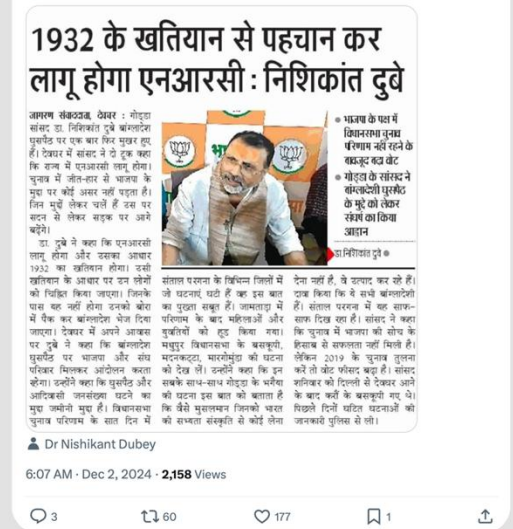 1932 के खतियान से पहचान कर
लागू होगा एनआरसी : निशिकांत दुबे
जागरण संवाददाता, देवघर : गोड्डा
सांसद डा. निशिकांत दुबे बांग्लादेश
घुसपैठ पर एक बार फिर मुखर हुए
हैं। देवघर में सांसद ने दो टूक कहा
कि राज्य में एनआरसी लागू होगा।
चुनाव में जीत-हार से भाजपा के
मुद्दा पर कोई असर नहीं पड़ता है।
जिन मुद्दों लेकर चले हैं उस पर
सदन से लेकर सड़क पर आगे
बढ़ेंगे।
डा. दुबे ने कहा कि एनआरसी
लागू होगा और उसका आधार
1932 का खतियान होगा। उसी
खतियान के आधार पर उन लोगों
को चिह्नित किया जाएगा। जिनके
पास यह नहीं होगा उनको बोरा
में पैक कर बांग्लादेश भेज दिया
जाएगा। देवघर में अपने आवास
पर दुबे ने कहा कि बांग्लादेश
घुसपैठ पर भाजपा और संघ
परिवार मिलकर आंदोलन करता
रहेगा। उन्होंने कहा कि घुसपैठ और
आदिवासी जनसंख्या घटने का
मुद्दा जमीनी मुद्दा है। विधानसभा
चुनाव परिणाम के सात दिन में
भा
● भाजपा के पक्ष में
विधानसभा चुनाव
परिणाम नहीं रहने के
बावजूद बढ़ा वोट
● गोड्डा के सांसद ने
बांग्लादेशी घुसपैठ
के मुद्दे को लेकर
संघर्ष का किया
आह्वान
डा.निशिकांत दुबे ●
संताल परगना के विभिन्न जिलों में
जो घटनाएं घटी हैं वह इस बात
का पुख्ता सबूत हैं। जामताड़ा में
परिणाम के बाद महिलाओं और
युवतियों को हूट किया गया।
मधुपुर विधानसभा के बसकूपी,
मदनकट्टा, मारगोमुंडा की घटना
को देख लें। उन्होंने कहा कि इन
सबके साथ-साथ गोड्डा के भगैया
की घटना इस बात को बताता है
कि वैसे मुसलमान जिनको भारत
की सभ्यता संस्कृति से कोई लेना
देना नहीं है, वे उत्पाद कर रहे हैं।
दावा किया कि ये सभी बांग्लादेशी
हैं। संताल परगना में यह साफ-
साफ दिख रहा है। सांसद ने कहा
कि चुनाव में भाजपा की सोच के
हिसाब से सफलता नहीं मिली है।
लेकिन 2019 के चुनाव तुलना
करें तो वोट फीसद बढ़ा है। सांसद
शनिवार को दिल्ली से देवघर आने
के बाद करौं के बसकूपी गए थे।
पिछले दिनों घटित घटनाओं की
जानकारी पुलिस से ली।
Dr Nishikant Dubey
6:07 AM · Dec 2, 2024 · 2,158 Views
3 60 177 1